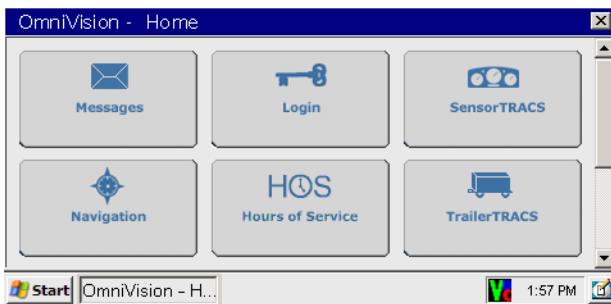 OmniVision - Home
Messages
Login
SensorTRACS
Navigation
HOS
Hours of Service
TrailerTRACS
Start
OmniVision - H...
1:57 PM